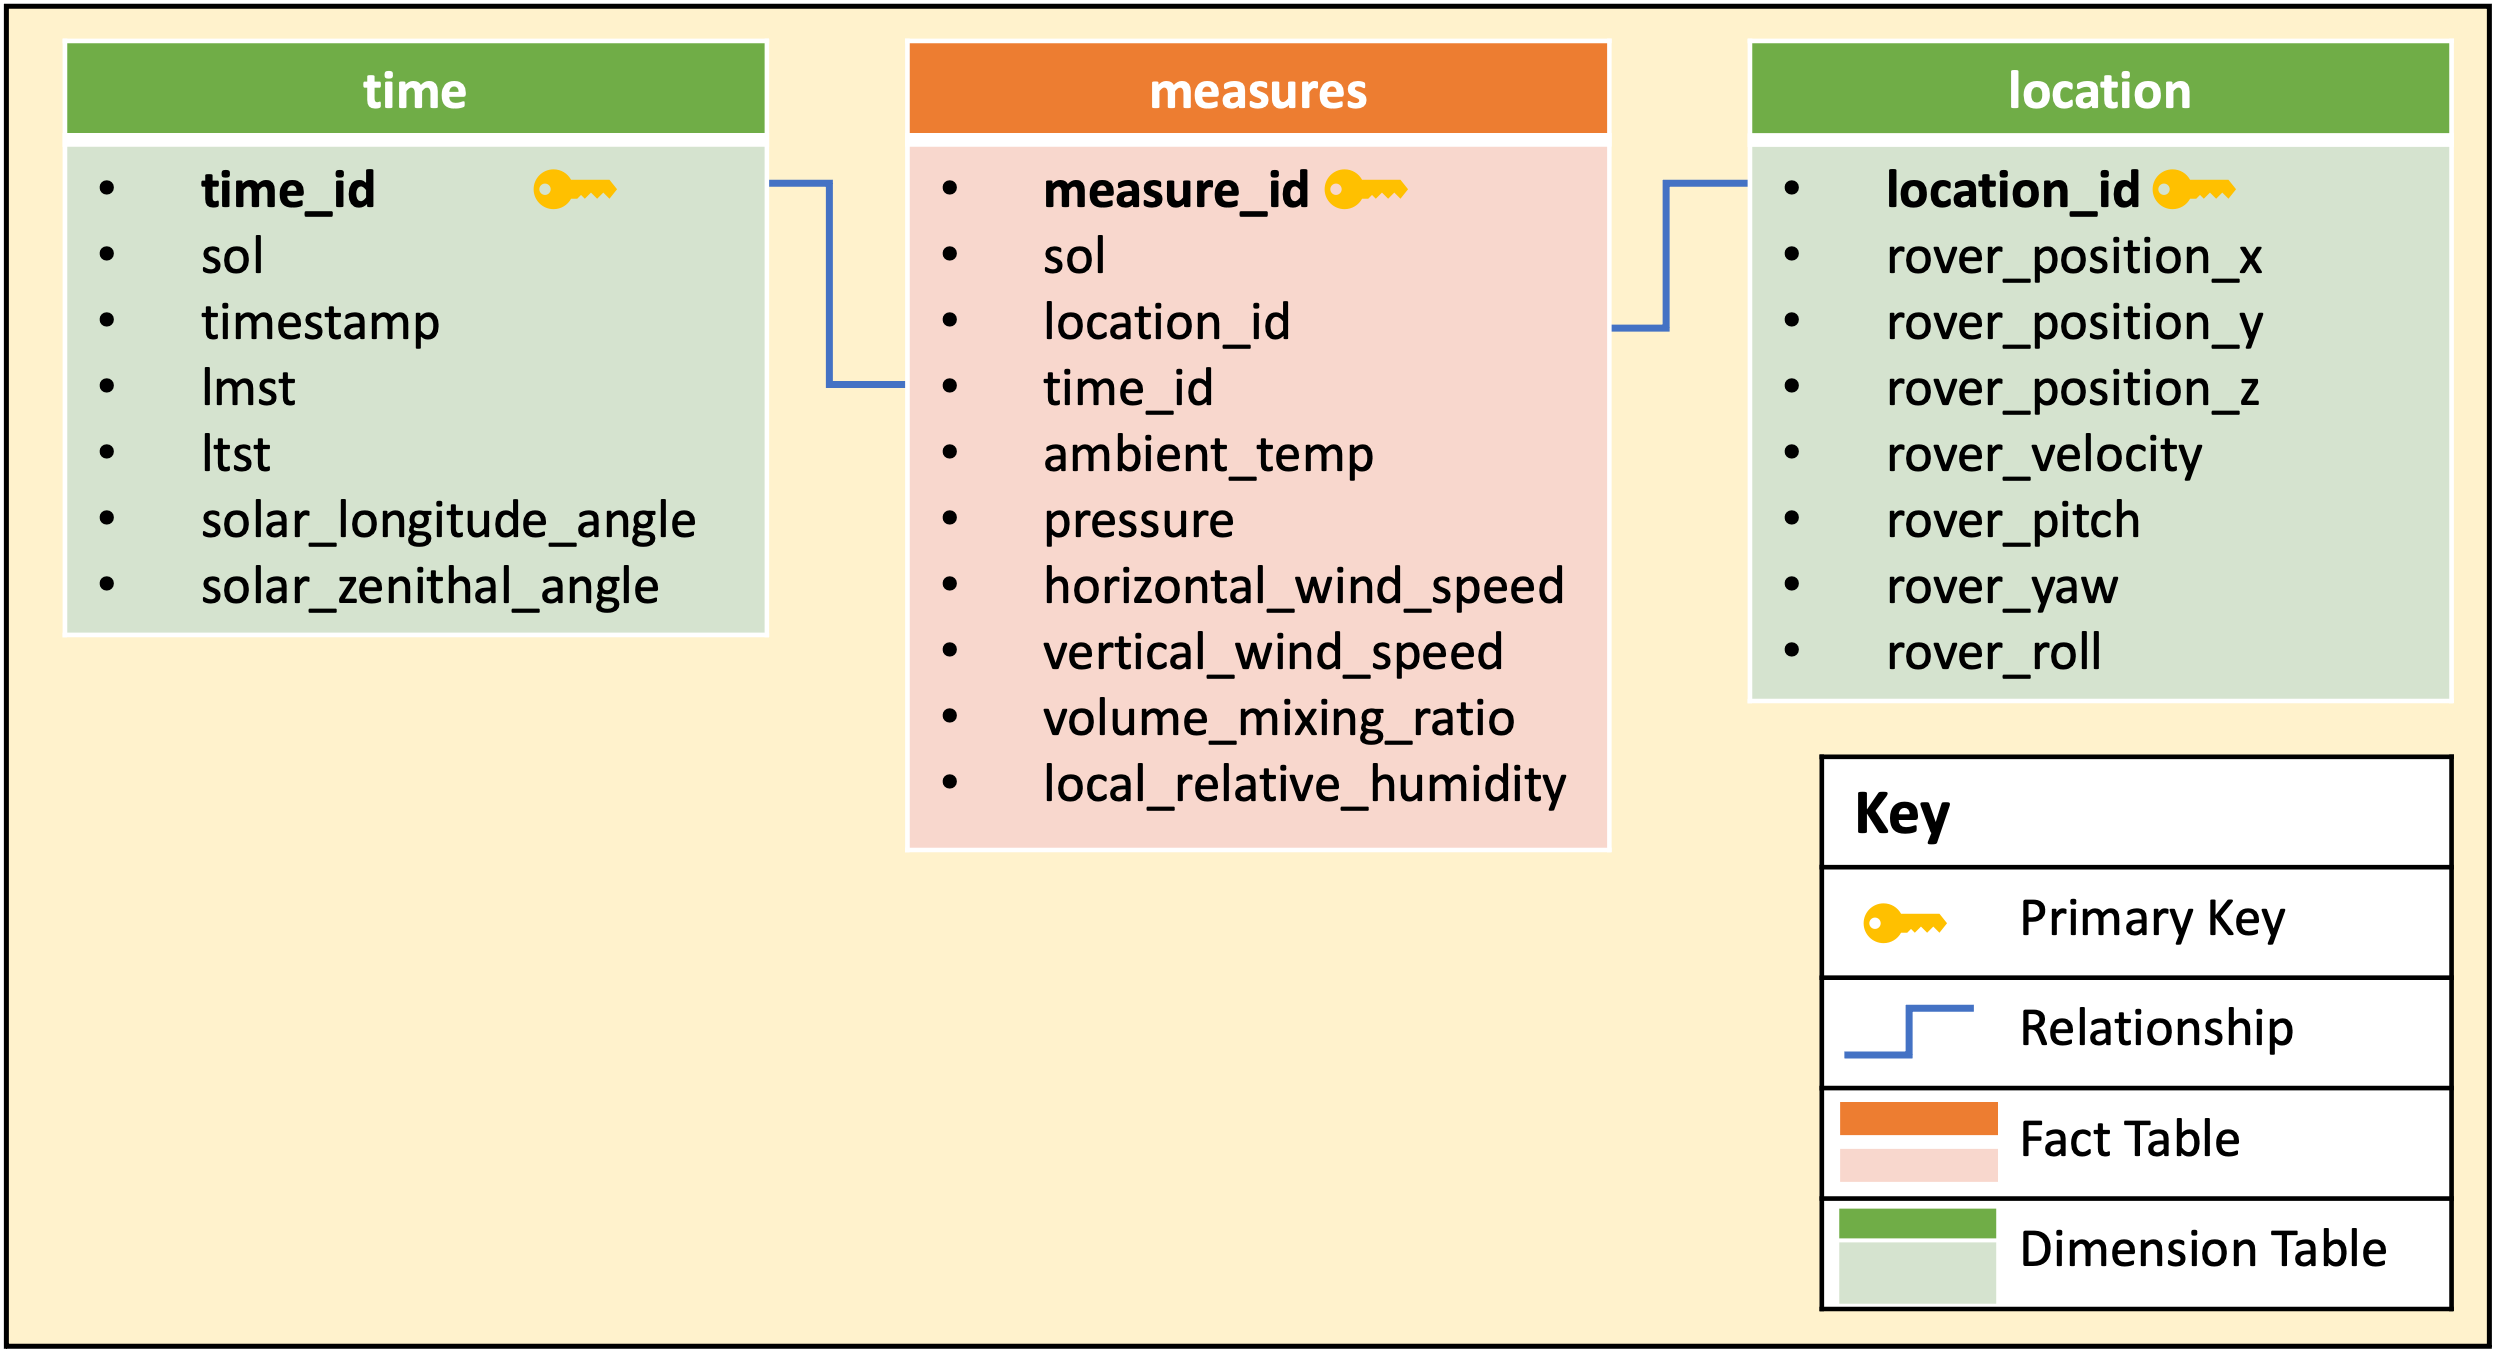 time
• time_id
• sol
• timestamp
• lmst
• ltst
• solar_longitude_angle
• solar_zenithal_angle
measures
• measure_id
• sol
• location_id
• time_id
• ambient_temp
• pressure
• horizontal_wind_speed
• vertical_wind_speed
• volume_mixing_ratio
• local_relative_humidity
location
• location_id
• rover_position_x
• rover_position_y
• rover_position_z
• rover_velocity
• rover_pitch
• rover_yaw
• rover_roll
Key
Primary Key
Relationship
Fact Table
Dimension Table